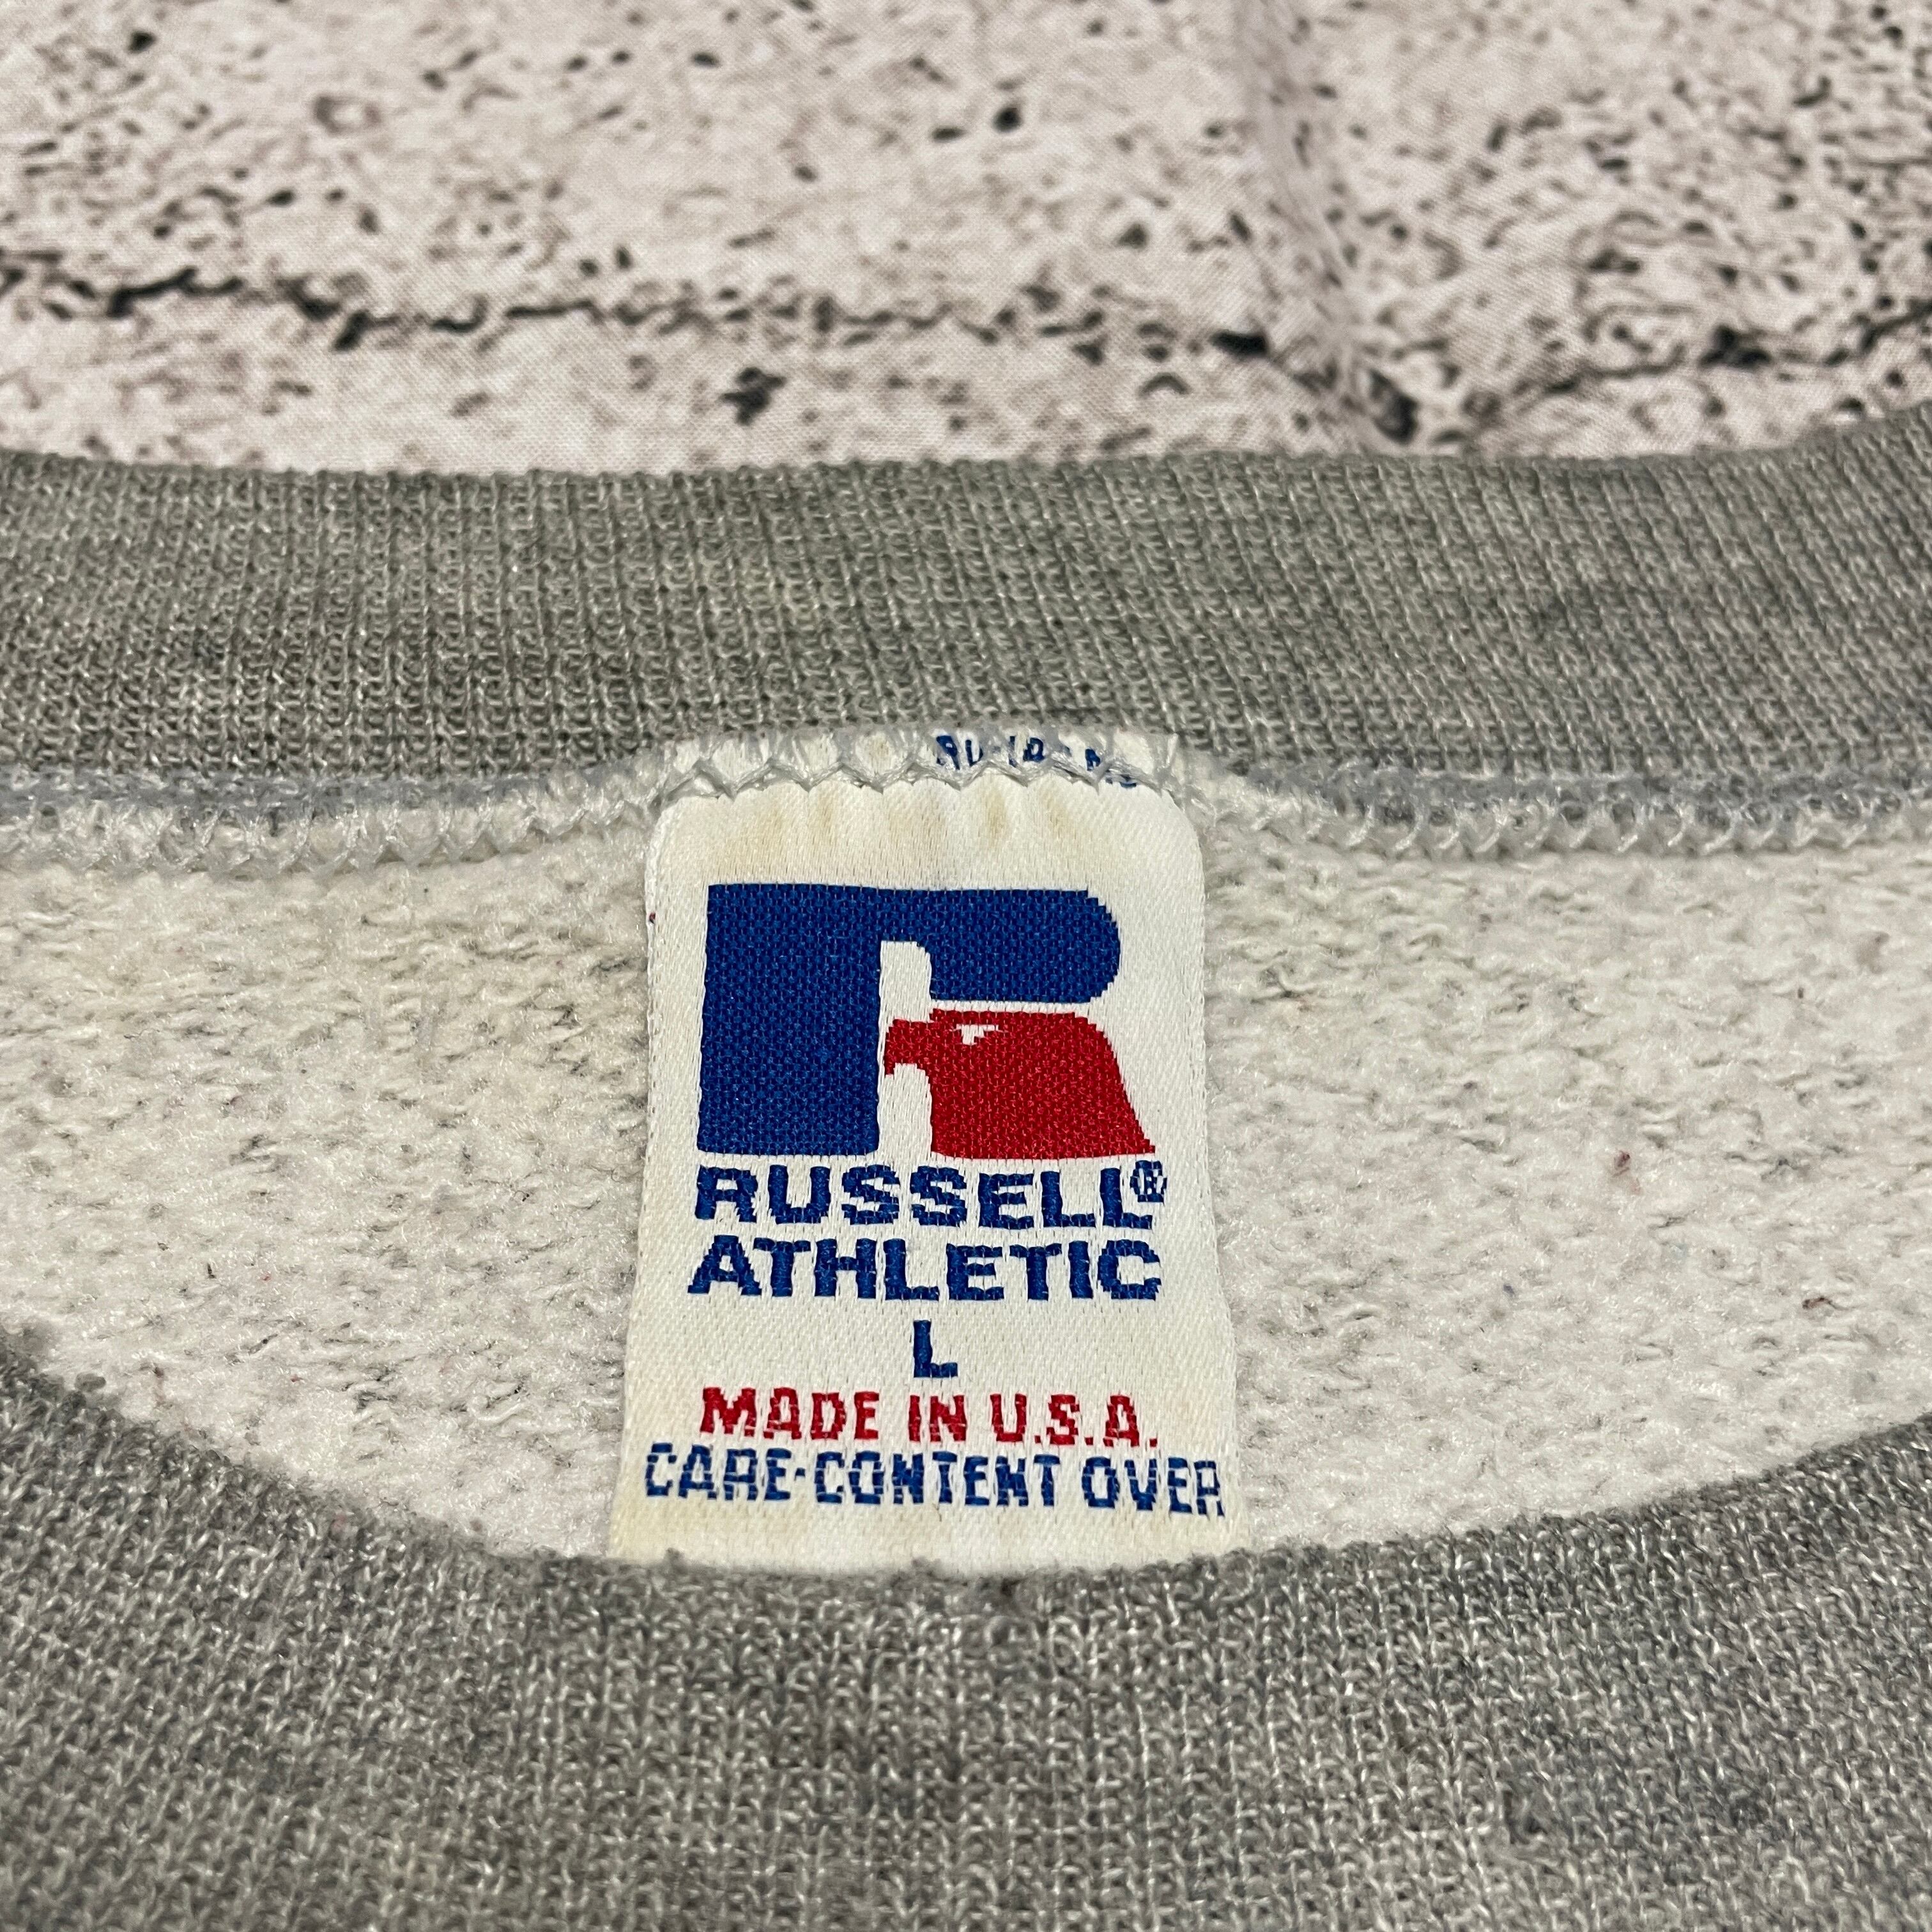 RUSSELL®
ATHLETIC
L
MADE IN U.S.A.
CARE-CONTENT OVER